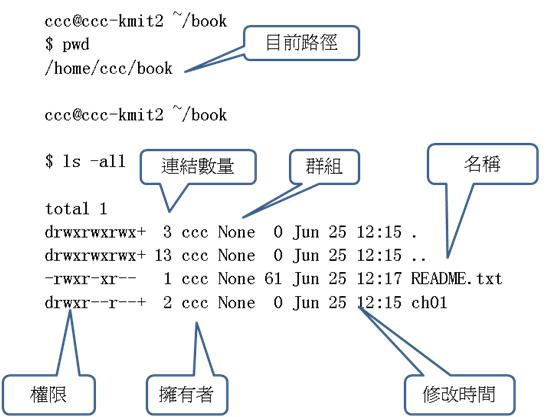 ccc@ccc-kmit2 ~/book
$ pwd
目前路徑
/home/ccc/book
ccc@ccc-kmit2 ~/book
$ ls -all
連結數量
群組
名稱
total 1
drwxrwxrwx+  3 ccc None  0 Jun 25 12:15 .
drwxrwxrwx+ 13 ccc None  0 Jun 25 12:15 ..
-rwxr-xr--   1 ccc None 61 Jun 25 12:17 README.txt
drwxr--r--+  2 ccc None  0 Jun 25 12:15 ch01
權限
擁有者
修改時間